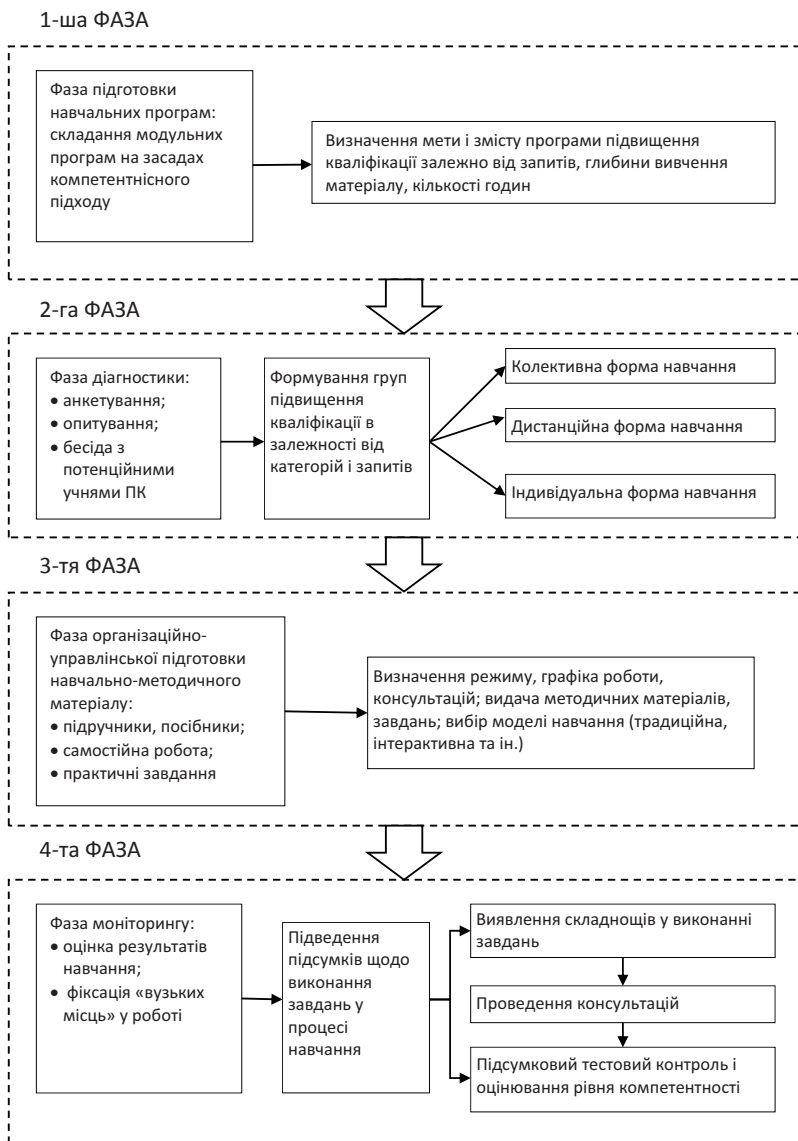 1-ша ФАЗА
Фаза підготовки
навчальних програм:
складання модульних
програм на засадах
компетентнісного
підходу
Визначення мети і змісту програми підвищення
кваліфікації залежно від запитів, глибини вивчення
матеріалу, кількості годин
2-га ФАЗА
Фаза діагностики:
• анкетування;
• опитування;
• бесіда з
потенційними
учнями ПК
Формування груп
підвищення
кваліфікації в
залежності від
категорій і запитів
Колективна форма навчання
Дистанційна форма навчання
Індивідуальна форма навчання
3-тя ФАЗА
Фаза організаційно-
управлінської підготовки
навчально-методичного
матеріалу:
• підручники, посібники;
• самостійна робота;
• практичні завдання
Визначення режиму, графіка роботи,
консультацій; видача методичних матеріалів,
завдань; вибір моделі навчання (традиційна,
інтерактивна та ін.)
4-та ФАЗА
Фаза моніторингу:
• оцінка результатів
навчання;
• фіксація «вузьких
місць» у роботі
Підведення
підсумків щодо
виконання
завдань у
процесі
навчання
Виявлення складнощів у виконанні
завдань
Проведення консультацій
Підсумковий тестовий контроль і
оцінювання рівня компетентності